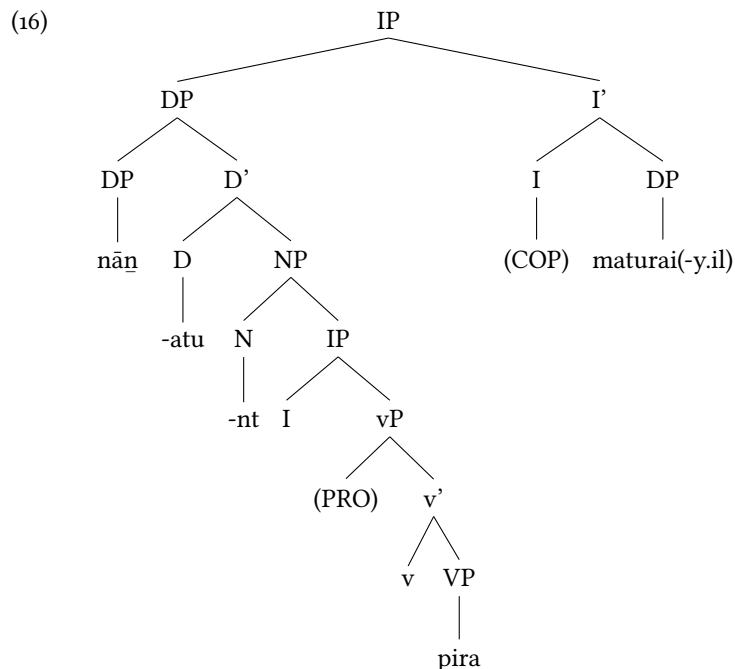 (16) IP
DP I'
DP D' I DP
nāṉ D NP (COP) maturai(-y.il)
-atu N IP
-nt I vP
(PRO) v'
v VP
pira